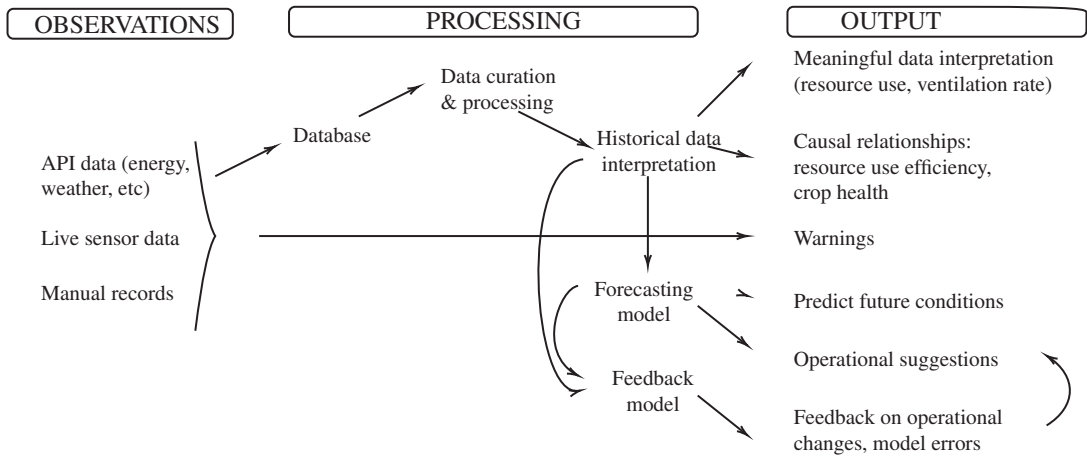 OBSERVATIONS
PROCESSING
OUTPUT
API data (energy,
weather, etc)
Live sensor data
Manual records
Database
Data curation
& processing
Historical data
interpretation
Forecasting
model
Feedback
model
Meaningful data interpretation
(resource use, ventilation rate)
Causal relationships:
resource use efficiency,
crop health
Warnings
Predict future conditions
Operational suggestions
Feedback on operational
changes, model errors